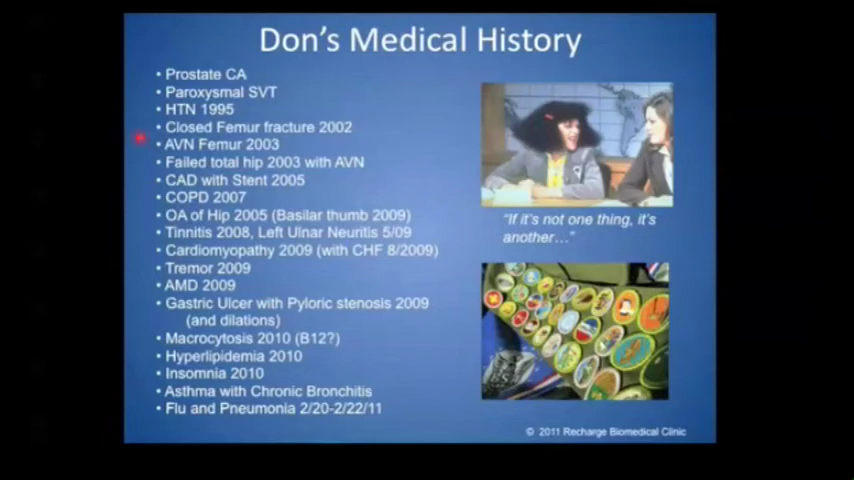 Don's Medical History
• Prostate CA
• Paroxysmal SVT
• HTN 1995
• Closed Femur fracture 2002
• AVN Femur 2003
• Failed total hip 2003 with AVN
• CAD with Stent 2005
• COPD 2007
• OA of Hip 2005 (Basilar thumb 2009)
• Tinnitis 2008, Left Ulnar Neuritis 5/09
• Cardiomyopathy 2009 (with CHF 8/2009)
• Tremor 2009
• AMD 2009
• Gastric Ulcer with Pyloric stenosis 2009
(and dilations)
• Macrocytosis 2010 (B12?)
• Hyperlipidemia 2010
• Insomnia 2010
• Asthma with Chronic Bronchitis
• Flu and Pneumonia 2/20-2/22/11
"If it's not one thing, it's
another…"
© 2011 Recharge Biomedical Clinic